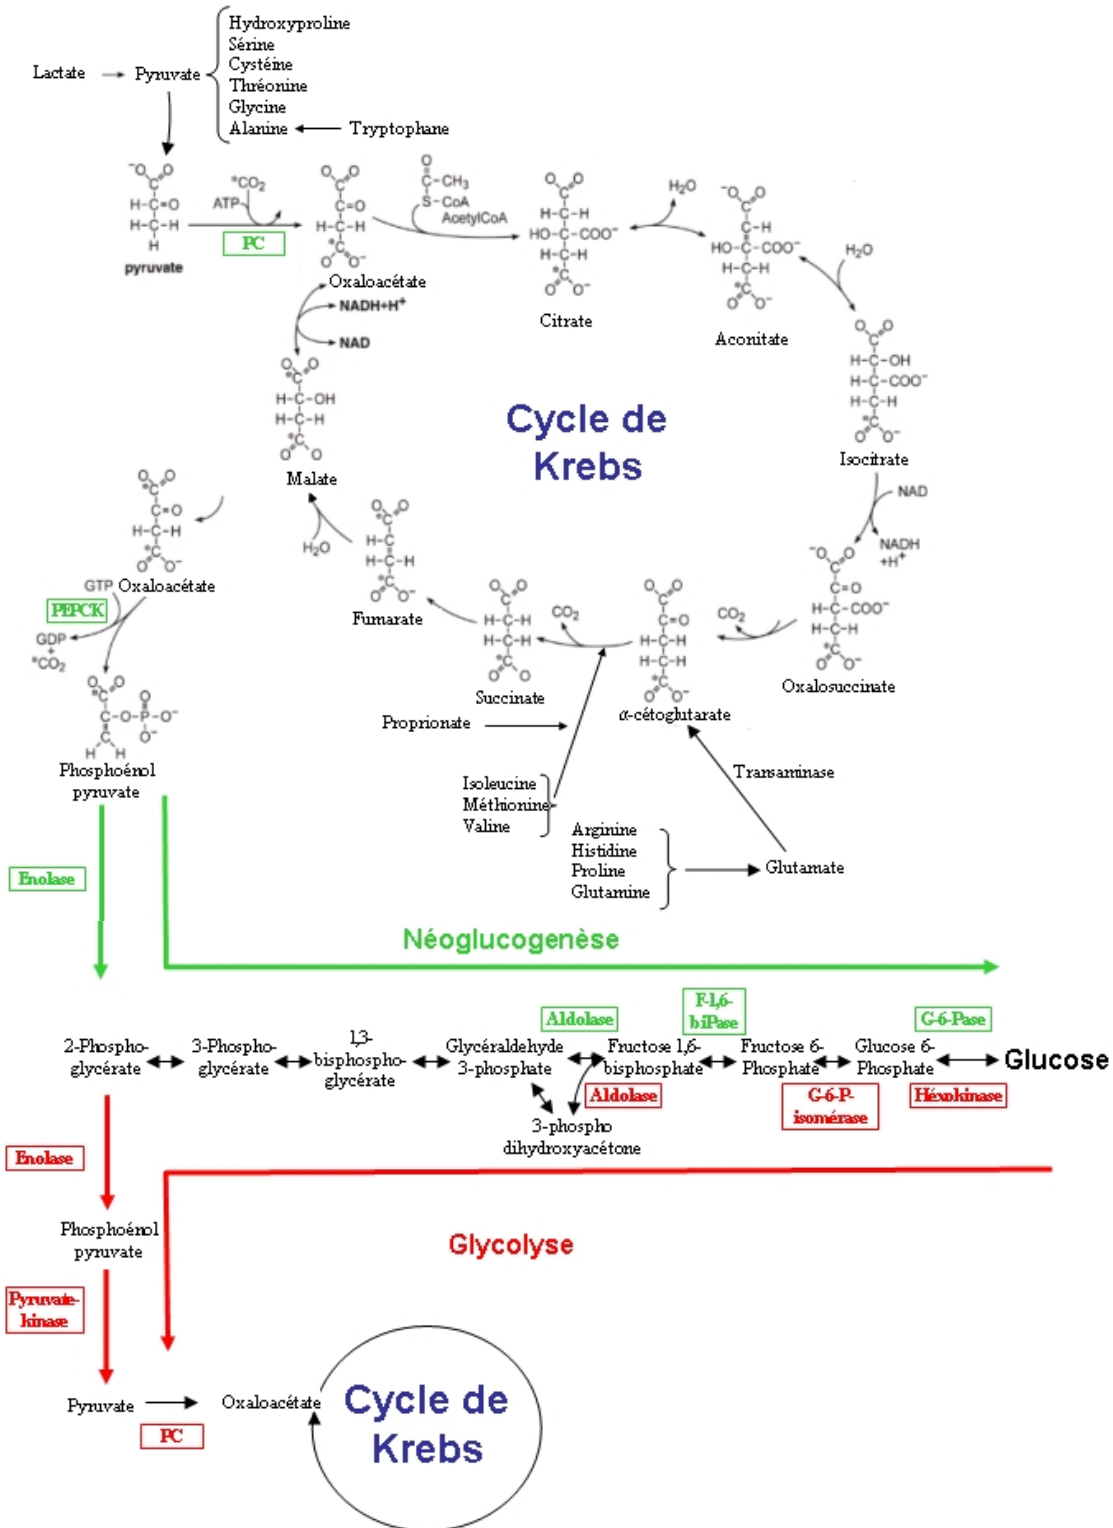 Hydroxyproline
Sérine
Cystéine
Thréonine
Glycine
Alanine
Tryptophane
Lactate
Pyruvate
pyruvate
*CO2
ATP
PC
Oxaloacétate
C-CH3
S-CoA
AcetylCoA
Citrate
H2O
Aconitate
H2O
Isocitrate
NAD
NADH
+H+
Oxalosuccinate
CO2
α-cétoglutarate
CO2
Succinate
Fumarate
H2O
Malate
NADH+H+
NAD
Cycle de
Krebs
Oxaloacétate
GTP
PEPCK
GDP
+
*CO2
Phosphoénol
pyruvate
Proprionate
Isoleucine
Méthionine
Valine
Arginine
Histidine
Proline
Glutamine
Glutamate
Transaminase
Enolase
Néoglucogenèse
Aldolase
F-1,6-
biPase
G-6-Pase
2-Phospho-
glycérate
3-Phospho-
glycérate
1,3-
bisphospho-
glycérate
Glycéraldehyde
3-phosphate
Fructose 1,6-
bisphosphate
Fructose 6-
Phosphate
Glucose 6-
Phosphate
Glucose
Aldolase
G-6-P-
isomérase
Héxokinase
3-phospho
dihydroxyacétone
Enolase
Phosphoénol
pyruvate
Glycolyse
Pyruvate-
kinase
Pyruvate
PC
Oxaloacétate
Cycle de
Krebs